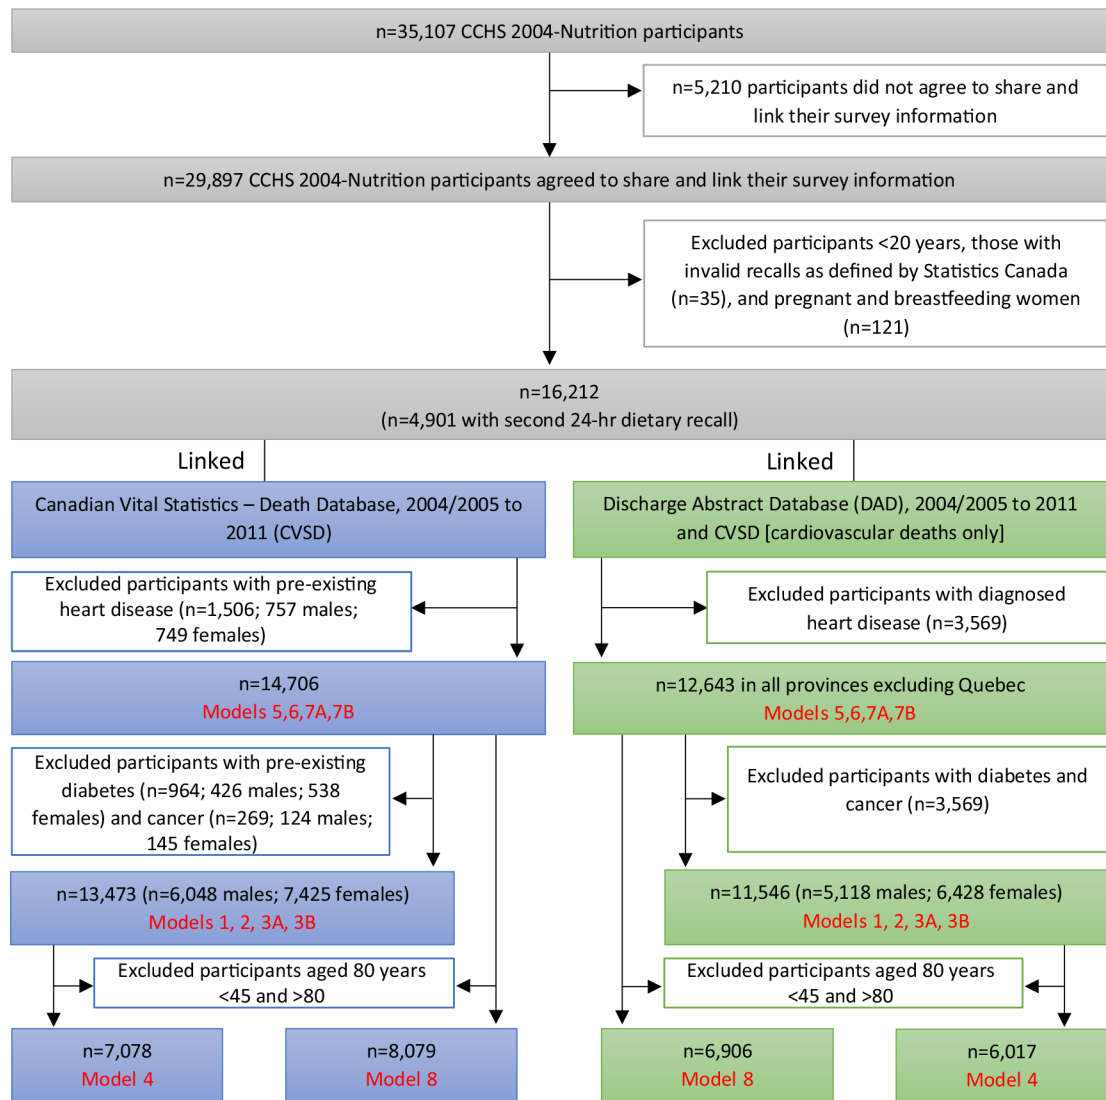 n=35,107 CCHS 2004-Nutrition participants
n=5,210 participants did not agree to share and
link their survey information
n=29,897 CCHS 2004-Nutrition participants agreed to share and link their survey information
Excluded participants <20 years, those with
invalid recalls as defined by Statistics Canada
(n=35), and pregnant and breastfeeding women
(n=121)
n=16,212
(n=4,901 with second 24-hr dietary recall)
Linked
Linked
Canadian Vital Statistics – Death Database, 2004/2005 to
2011 (CVSD)
Discharge Abstract Database (DAD), 2004/2005 to 2011
and CVSD [cardiovascular deaths only]
Excluded participants with pre-existing
heart disease (n=1,506; 757 males;
749 females)
Excluded participants with diagnosed
heart disease (n=3,569)
n=14,706
Models 5,6,7A,7B
n=12,643 in all provinces excluding Quebec
Models 5,6,7A,7B
Excluded participants with pre-existing
diabetes (n=964; 426 males; 538
females) and cancer (n=269; 124 males;
145 females)
Excluded participants with diabetes and
cancer (n=3,569)
n=13,473 (n=6,048 males; 7,425 females)
Models 1, 2, 3A, 3B
n=11,546 (n=5,118 males; 6,428 females)
Models 1, 2, 3A, 3B
Excluded participants aged 80 years
<45 and >80
Excluded participants aged 80 years
<45 and >80
n=7,078
Model 4
n=8,079
Model 8
n=6,906
Model 8
n=6,017
Model 4